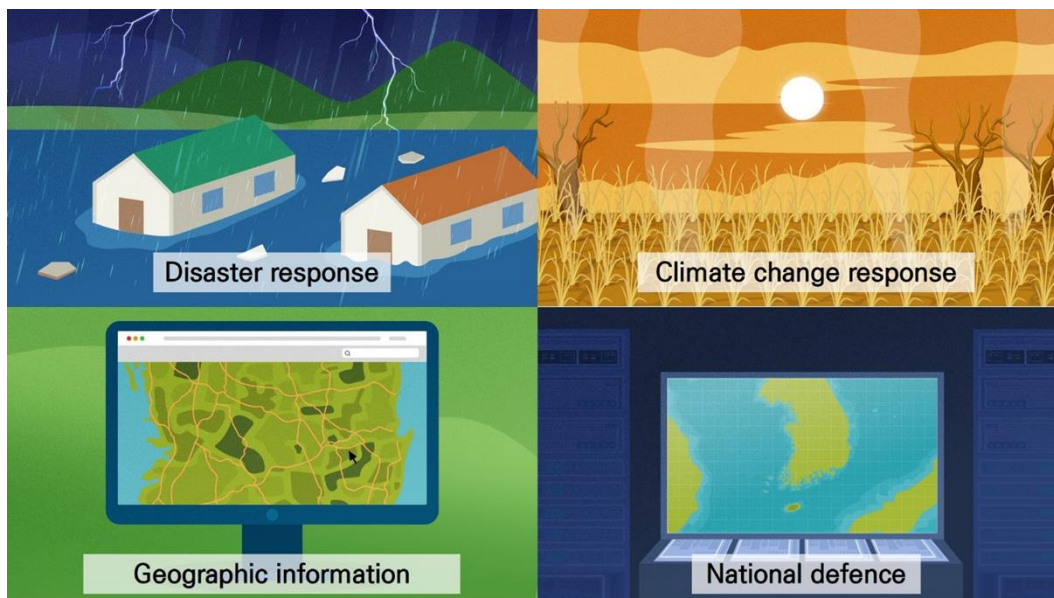 Disaster response
Climate change response
Geographic information
National defence